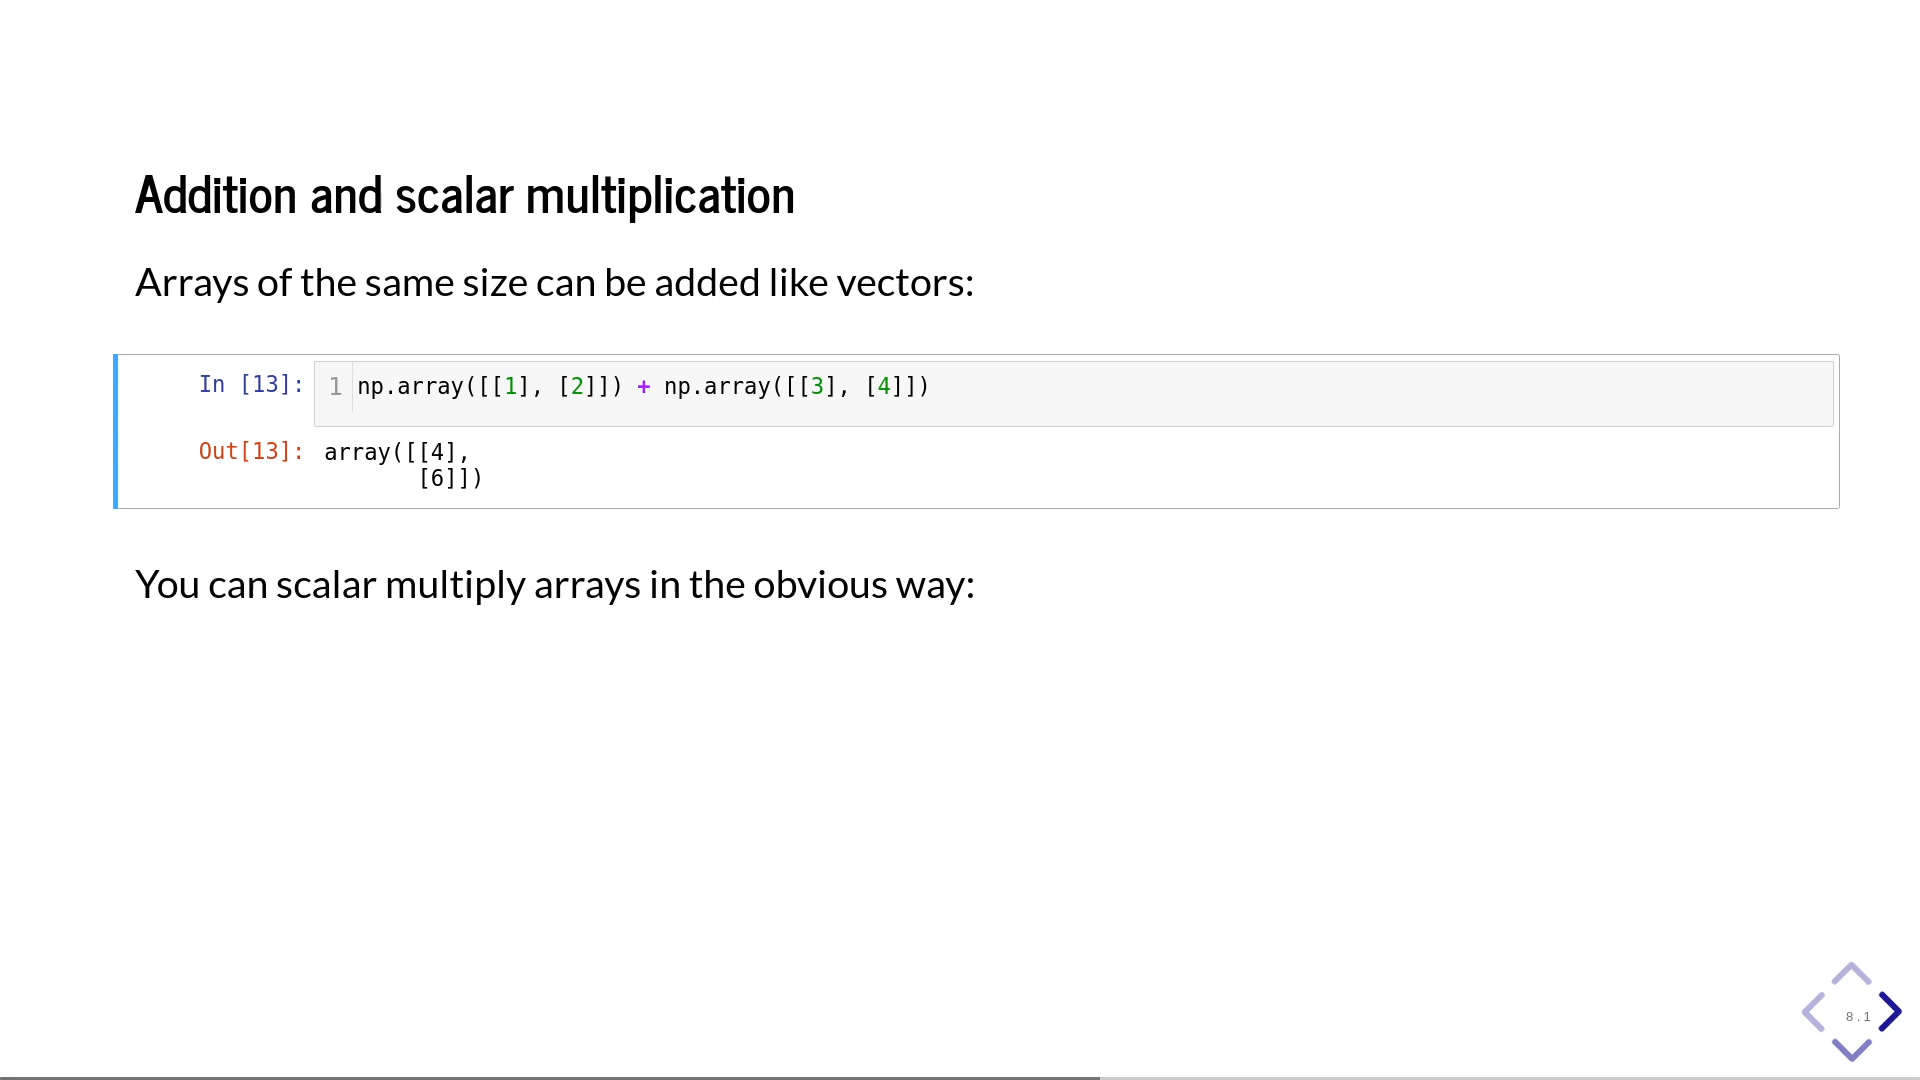 Addition and scalar multiplication
Arrays of the same size can be added like vectors:
In [13]: 1 np.array([[1], [2]]) + np.array([[3], [4]])
Out[13]: array([[4],
[6]])
You can scalar multiply arrays in the obvious way:
8.1